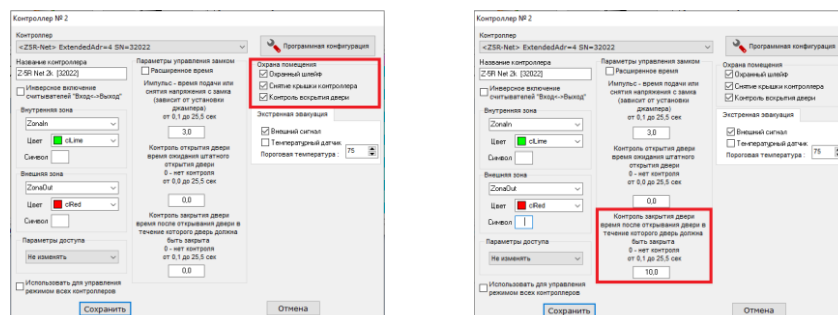 Контроллер № 2
Контроллер
<Z5R-Net> ExtendedAdr=4 SN=32022
Программная конфигурация
Название контроллера
Z-5R Net 2k. [32022]
Инверсное включение
считывателей "Вход<->Выход"
Внутренняя зона
ZonaIn
Цвет clLime
Символ
Внешняя зона
ZonaOut
Цвет clRed
Символ
Параметры доступа
Не изменять
Использовать для управления
режимом всех контроллеров
Параметры управления замком
Расширенное время
Импульс - время подачи или
снятия напряжения с замка
(зависит от установки
джампера)
от 0,1 до 25,5 сек
3,0
Контроль открытия двери
время ожидания штатного
открытия двери
0 - нет контроля
от 0,0 до 25,5 сек
0,0
Контроль закрытия двери
время после открывания двери в
течение которого дверь должна
быть закрыта
0 - нет контроля
от 0,1 до 25,5 сек
0,0
Охрана помещения
Охранный шлейф
Снятие крышки контроллера
Контроль вскрытия двери
Экстренная эвакуация
Внешний сигнал
Температурный датчик
Пороговая температура : 75
Сохранить
Отмена
Контроллер № 2
Контроллер
<Z5R-Net> ExtendedAdr=4 SN=32022
Программная конфигурация
Название контроллера
Z-5R Net 2k. [32022]
Инверсное включение
считывателей "Вход<->Выход"
Внутренняя зона
ZonaIn
Цвет clLime
Символ
Внешняя зона
ZonaOut
Цвет clRed
Символ
Параметры доступа
Не изменять
Использовать для управления
режимом всех контроллеров
Параметры управления замком
Расширенное время
Импульс - время подачи или
снятия напряжения с замка
(зависит от установки
джампера)
от 0,1 до 25,5 сек
3,0
Контроль открытия двери
время ожидания штатного
открытия двери
0 - нет контроля
от 0,0 до 25,5 сек
0,0
Контроль закрытия двери
время после открывания двери в
течение которого дверь должна
быть закрыта
0 - нет контроля
от 0,1 до 25,5 сек
10,0
Охрана помещения
Охранный шлейф
Снятие крышки контроллера
Контроль вскрытия двери
Экстренная эвакуация
Внешний сигнал
Температурный датчик
Пороговая температура : 75
Сохранить
Отмена